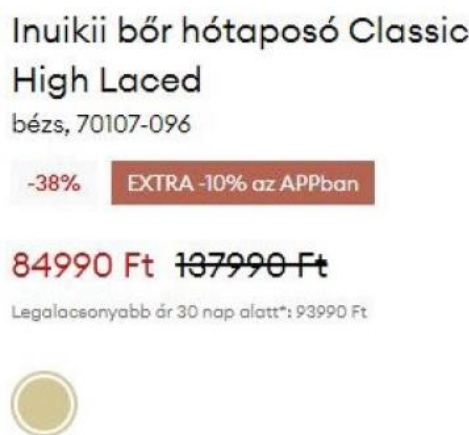 Inuikii bőr hótaposó Classic
High Laced
bézs, 70107-096
-38% EXTRA -10% az APPban
84990 Ft 137990 Ft
Legalacsonyabb ár 30 nap alatt*: 93990 Ft